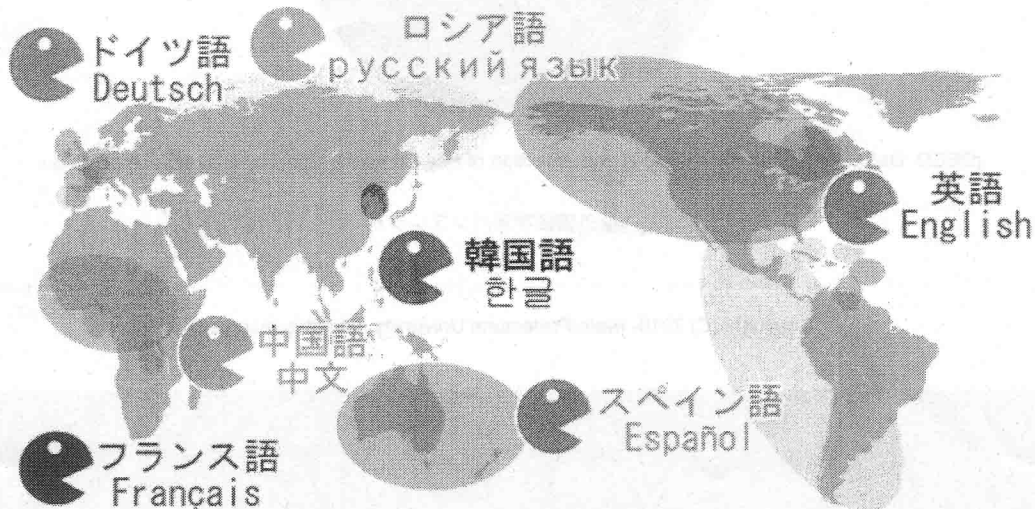 ドイツ語
Deutsch
ロシア語
русский язык
英語
English
韓国語
한글
中国語
中文
スペイン語
Español
フランス語
Français